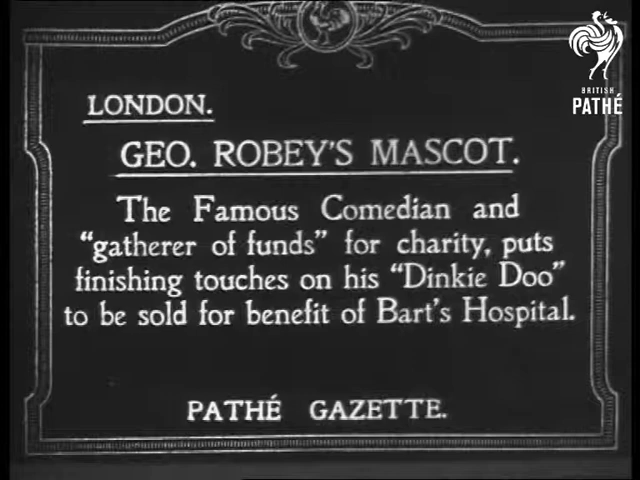 BRITISH
PATHÉ
LONDON.
GEO. ROBEY'S MASCOT.
The Famous Comedian and
"gatherer of funds" for charity, puts
finishing touches on his "Dinkie Doo"
to be sold for benefit of Bart's Hospital.
PATHÉ GAZETTE.